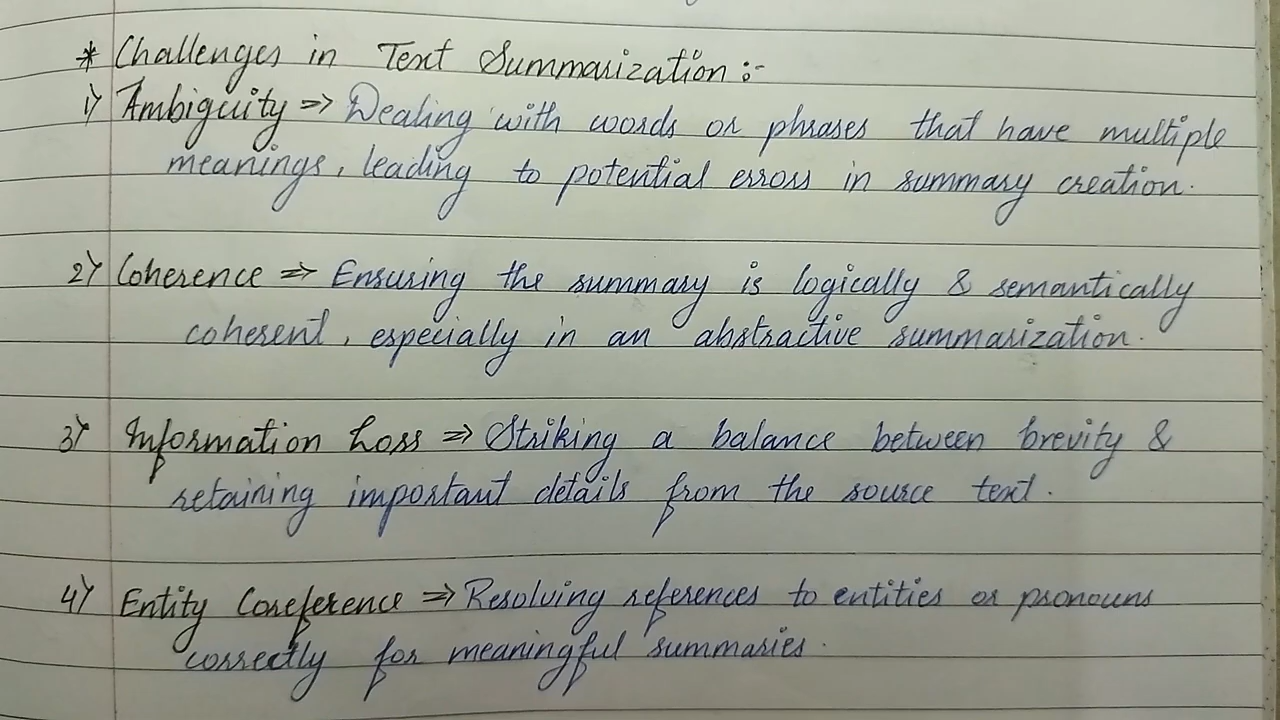 * Challenges in Text Summarization :-
1) Ambiguity => Dealing with words or phrases that have multiple
meanings, leading to potential errors in summary creation.
2) Coherence => Ensuring the summary is logically & semantically
coherent, especially in an abstractive summarization.
3) Information Loss => Striking a balance between brevity &
retaining important details from the source text.
4) Entity Coreference => Resolving references to entities or pronouns
correctly for meaningful summaries.